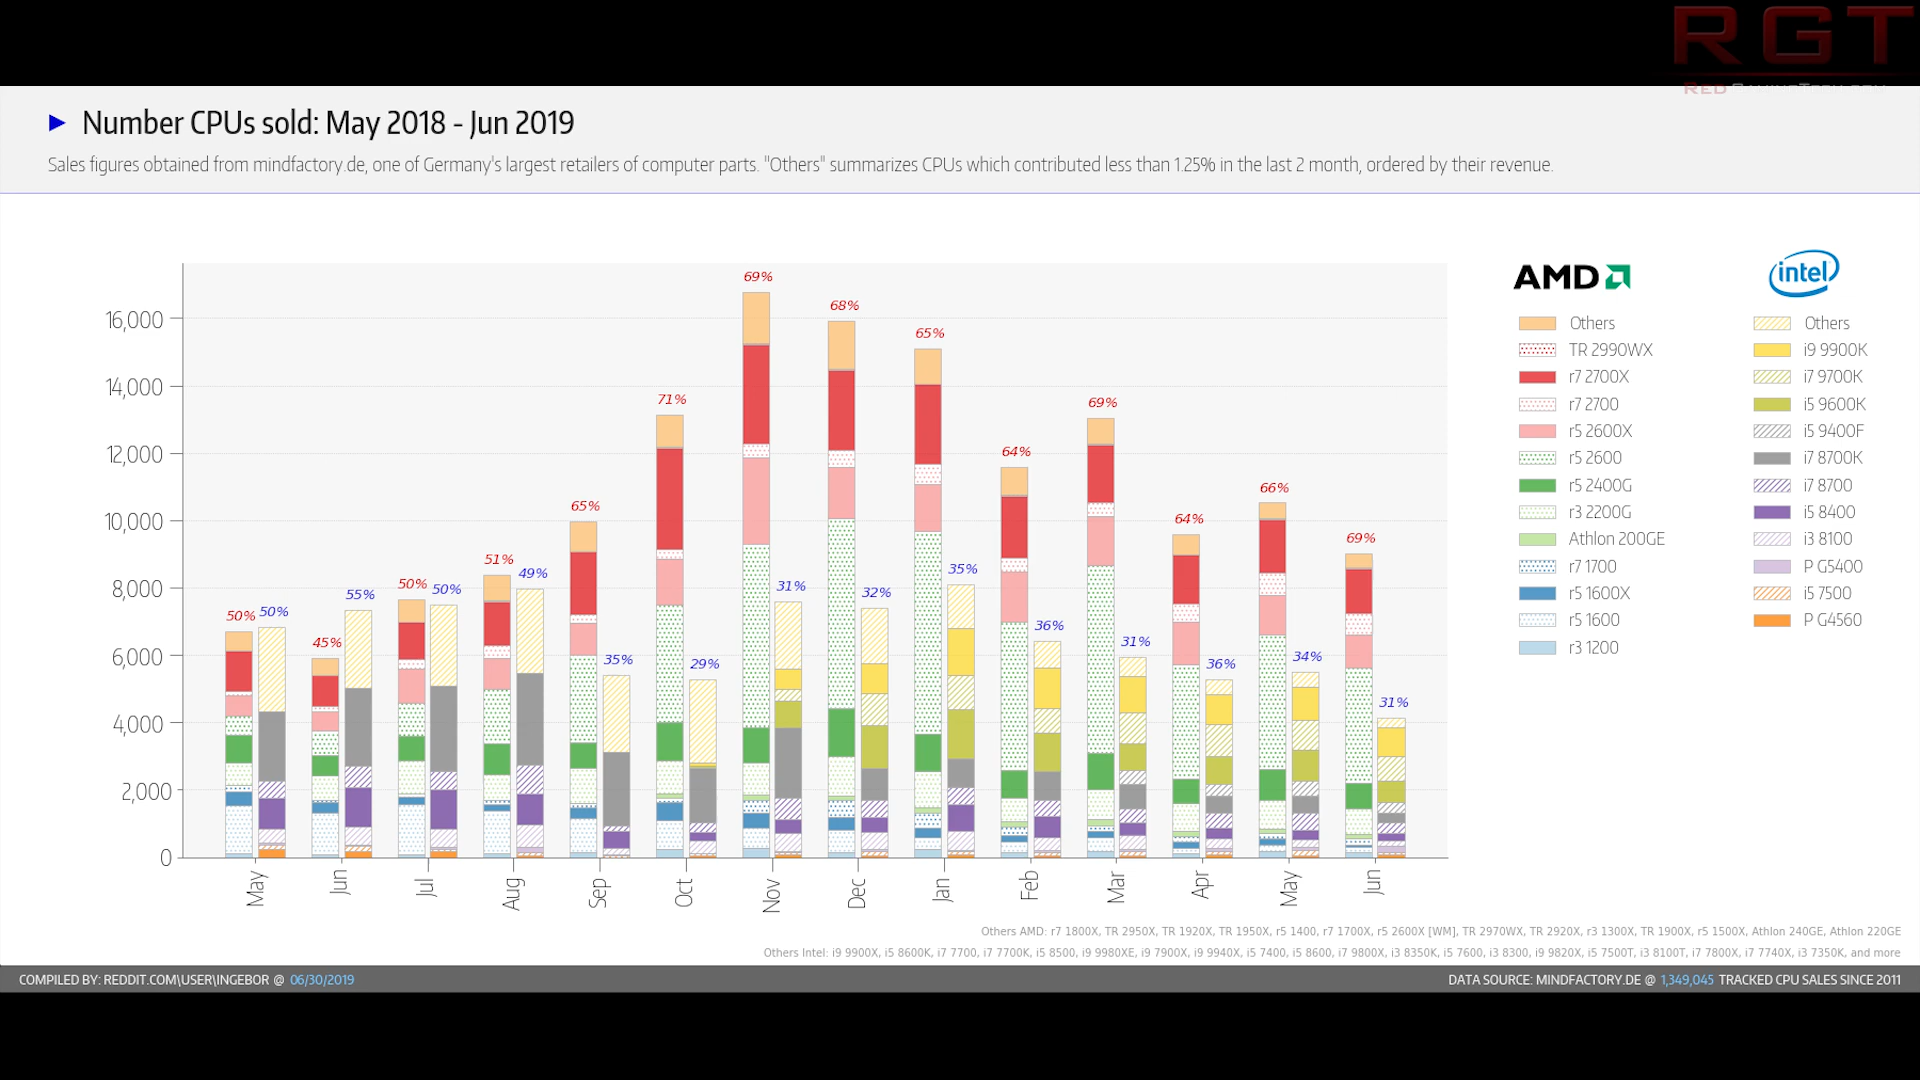 RGT
► Number CPUs sold: May 2018 - Jun 2019
Sales figures obtained from mindfactory.de, one of Germany's largest retailers of computer parts. "Others" summarizes CPUs which contributed less than 1.25% in the last 2 month, ordered by their revenue.
16,000
14,000
12,000
10,000
8,000
6,000
4,000
2,000
0
50% 50%
45% 55%
50% 50%
51% 49%
65% 35%
71% 29%
69% 31%
68% 32%
65% 35%
64% 36%
69% 31%
64% 36%
66% 34%
69% 31%
May Jun Jul Aug Sep Oct Nov Dec Jan Feb Mar Apr May Jun
AMD
Others
TR 2990WX
r7 2700X
r7 2700
r5 2600X
r5 2600
r5 2400G
r3 2200G
Athlon 200GE
r7 1700
r5 1600X
r5 1600
r3 1200
intel
Others
i9 9900K
i7 9700K
i5 9600K
i5 9400F
i7 8700K
i7 8700
i5 8400
i3 8100
P G5400
i5 7500
P G4560
Others AMD: r7 1800X, TR 2950X, TR 1920X, TR 1950X, r5 1400, r7 1700X, r5 2600X [WM], TR 2970WX, TR 2920X, r3 1300X, TR 1900X, r5 1500X, Athlon 240GE, Athlon 220GE
Others Intel: i9 9900X, i5 8600K, i7 7700, i7 7700K, i5 8500, i9 9980XE, i9 7900X, i9 9940X, i5 7400, i5 8600, i7 9800X, i3 8350K, i5 7600, i3 8300, i9 9820X, i5 7500T, i3 8100T, i7 7800X, i7 7740X, i3 7350K, and more
COMPILED BY: REDDIT.COM\USER\INGEBOR @ 06/30/2019
DATA SOURCE: MINDFACTORY.DE @ 1,349,045 TRACKED CPU SALES SINCE 2011